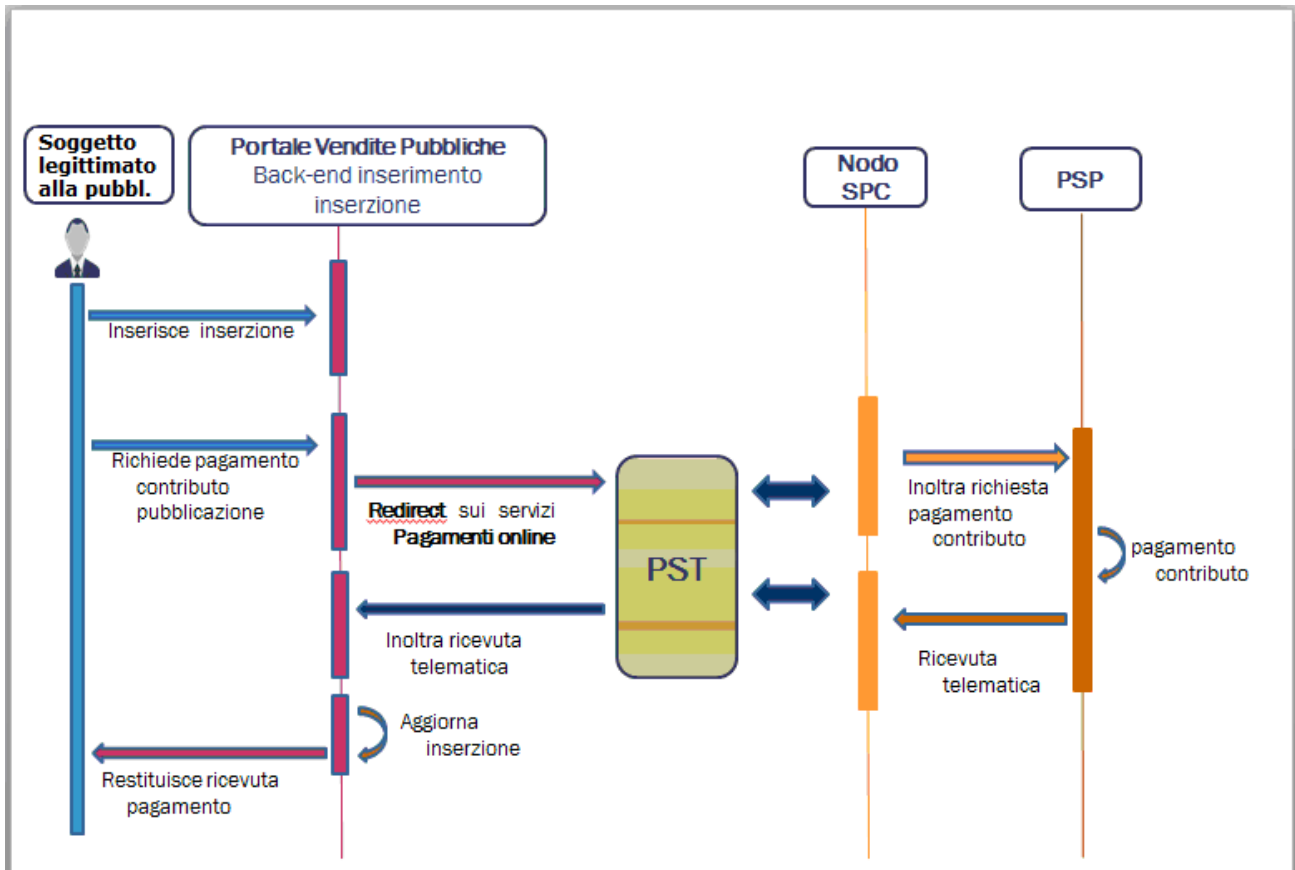 Soggetto
legittimato
alla pubbl.
Portale Vendite Pubbliche
Back-end inserimento
inserzione
Nodo
SPC
PSP
Inserisce inserzione
Richiede pagamento
contributo
pubblicazione
Redirect sui servizi
Pagamenti online
PST
Inoltra richiesta
pagamento
contributo
pagamento
contributo
Inoltra ricevuta
telematica
Ricevuta
telematica
Aggiorna
inserzione
Restituisce ricevuta
pagamento